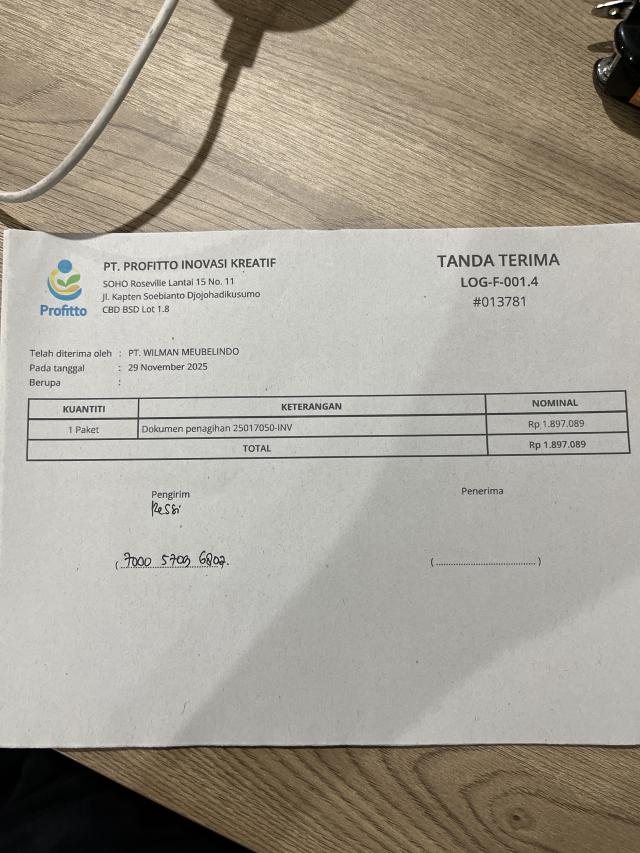 PT. PROFITTO INOVASI KREATIF
SOHO Roseville Lantai 15 No. 11
Jl. Kapten Soebianto Djojohadikusumo
CBD BSD Lot 1.8
Profitto
TANDA TERIMA
LOG-F-001.4
#013781
Telah diterima oleh : PT. WILMAN MEUBELINDO
Pada tanggal : 29 November 2025
Berupa :
KUANTITI KETERANGAN NOMINAL
1 Paket Dokumen penagihan 25017050-INV Rp 1.897.089
TOTAL Rp 1.897.089
Pengirim Penerima
Ressi
(7000 5703 6802. (....................................)